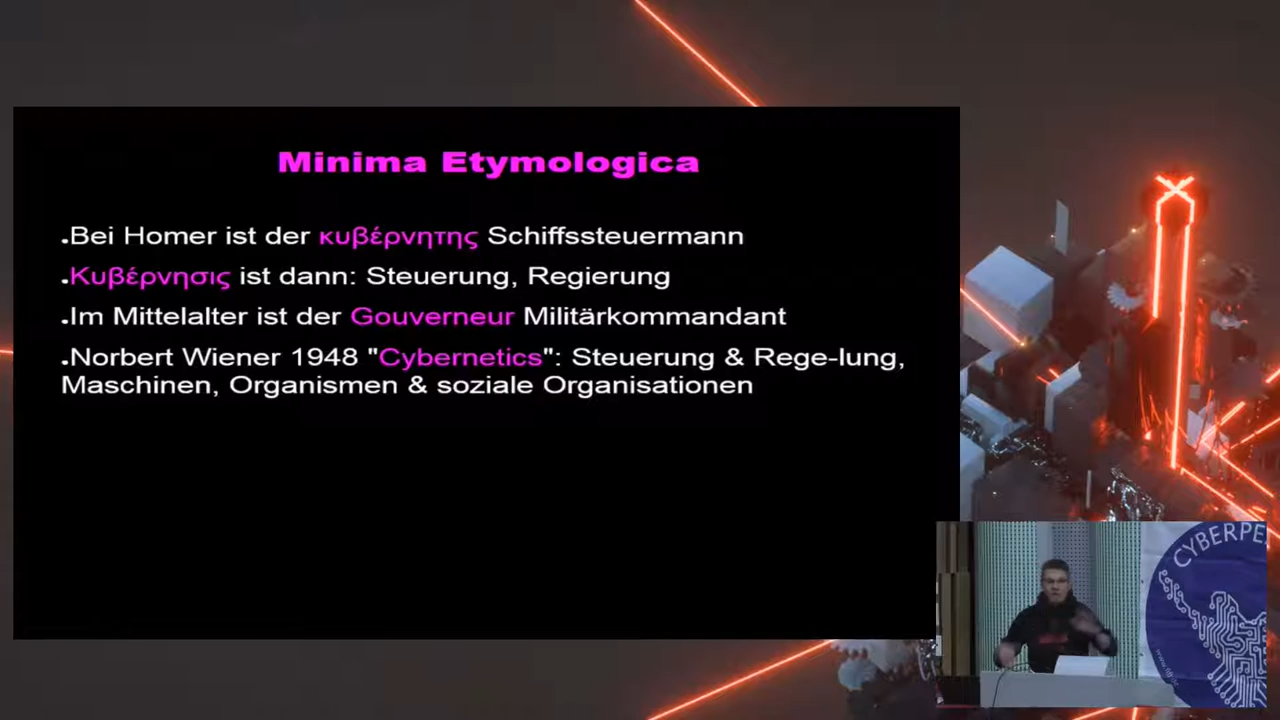 Minima Etymologica
.Bei Homer ist der κυβέρνητης Schiffssteuermann
.Κυβέρνησις ist dann: Steuerung, Regierung
.Im Mittelalter ist der Gouverneur Militärkommandant
.Norbert Wiener 1948 "Cybernetics": Steuerung & Rege-lung,
Maschinen, Organismen & soziale Organisationen
CYBERPE